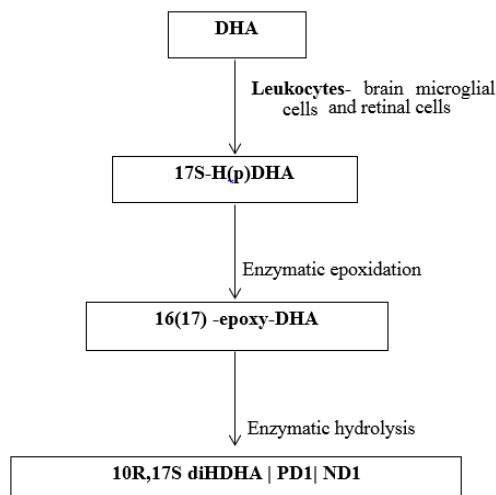 DHA
Leukocytes- brain microglial
cells and retinal cells
17S-H(p)DHA
Enzymatic epoxidation
16(17) -epoxy-DHA
Enzymatic hydrolysis
10R,17S diHDHA | PD1| ND1